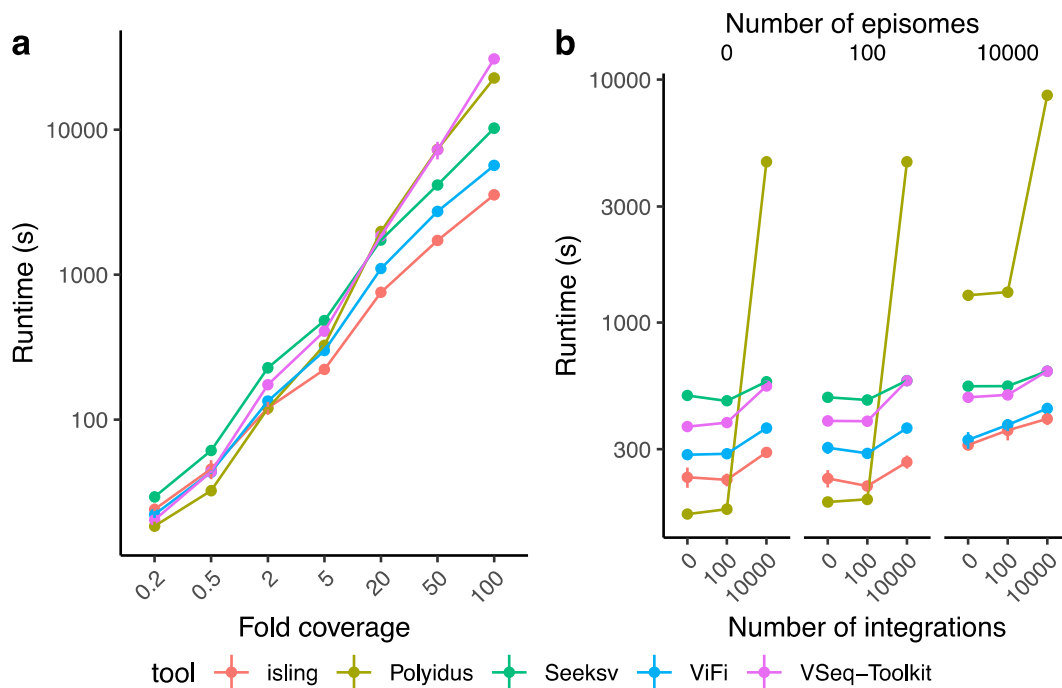 a
Runtime (s)
10000
1000
100
0.2
0.5
2
5
20
50
100
Fold coverage
b
Number of episomes
0
100
10000
Runtime (s)
10000
3000
1000
300
0
100
10000
0
100
10000
0
100
10000
Number of integrations
tool
isling
Polyidus
Seeksv
ViFi
VSeq−Toolkit